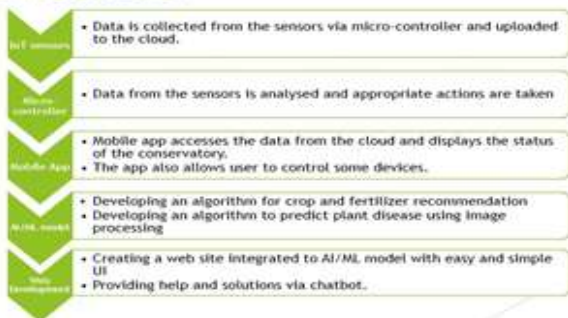 IoT sensors
• Data is collected from the sensors via micro-controller and uploaded
to the cloud.
Micro-
controller
• Data from the sensors is analysed and appropriate actions are taken
Mobile App
• Mobile app accesses the data from the cloud and displays the status
of the conservatory.
• The app also allows user to control some devices.
AI/ML model
• Developing an algorithm for crop and fertilizer recommendation
• Developing an algorithm to predict plant disease using image
processing
Web
Development
• Creating a web site integrated to AI/ML model with easy and simple
UI
• Providing help and solutions via chatbot.